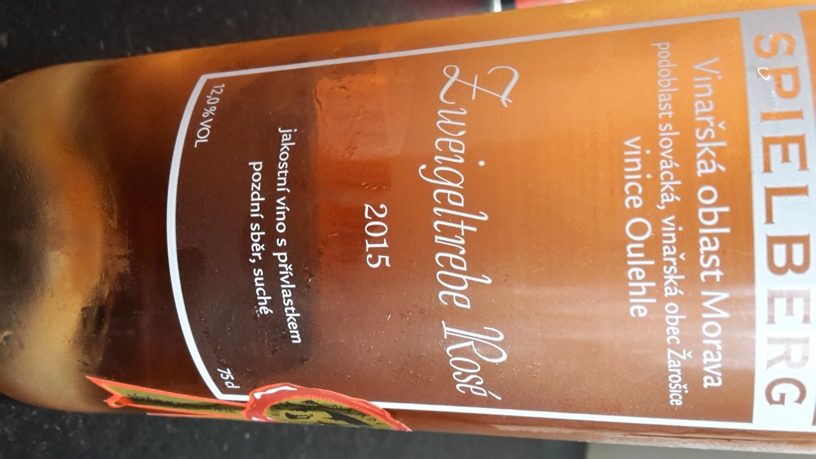 SPIELBERG
Vinařská oblast Morava
podoblast slovácká, vinařská obec Žarošice
vinice Oulehle
Zweigeltrebe Rosé
2015
jakostní víno s přívlastkem
pozdní sběr, suché
12,0% VOL
75cl